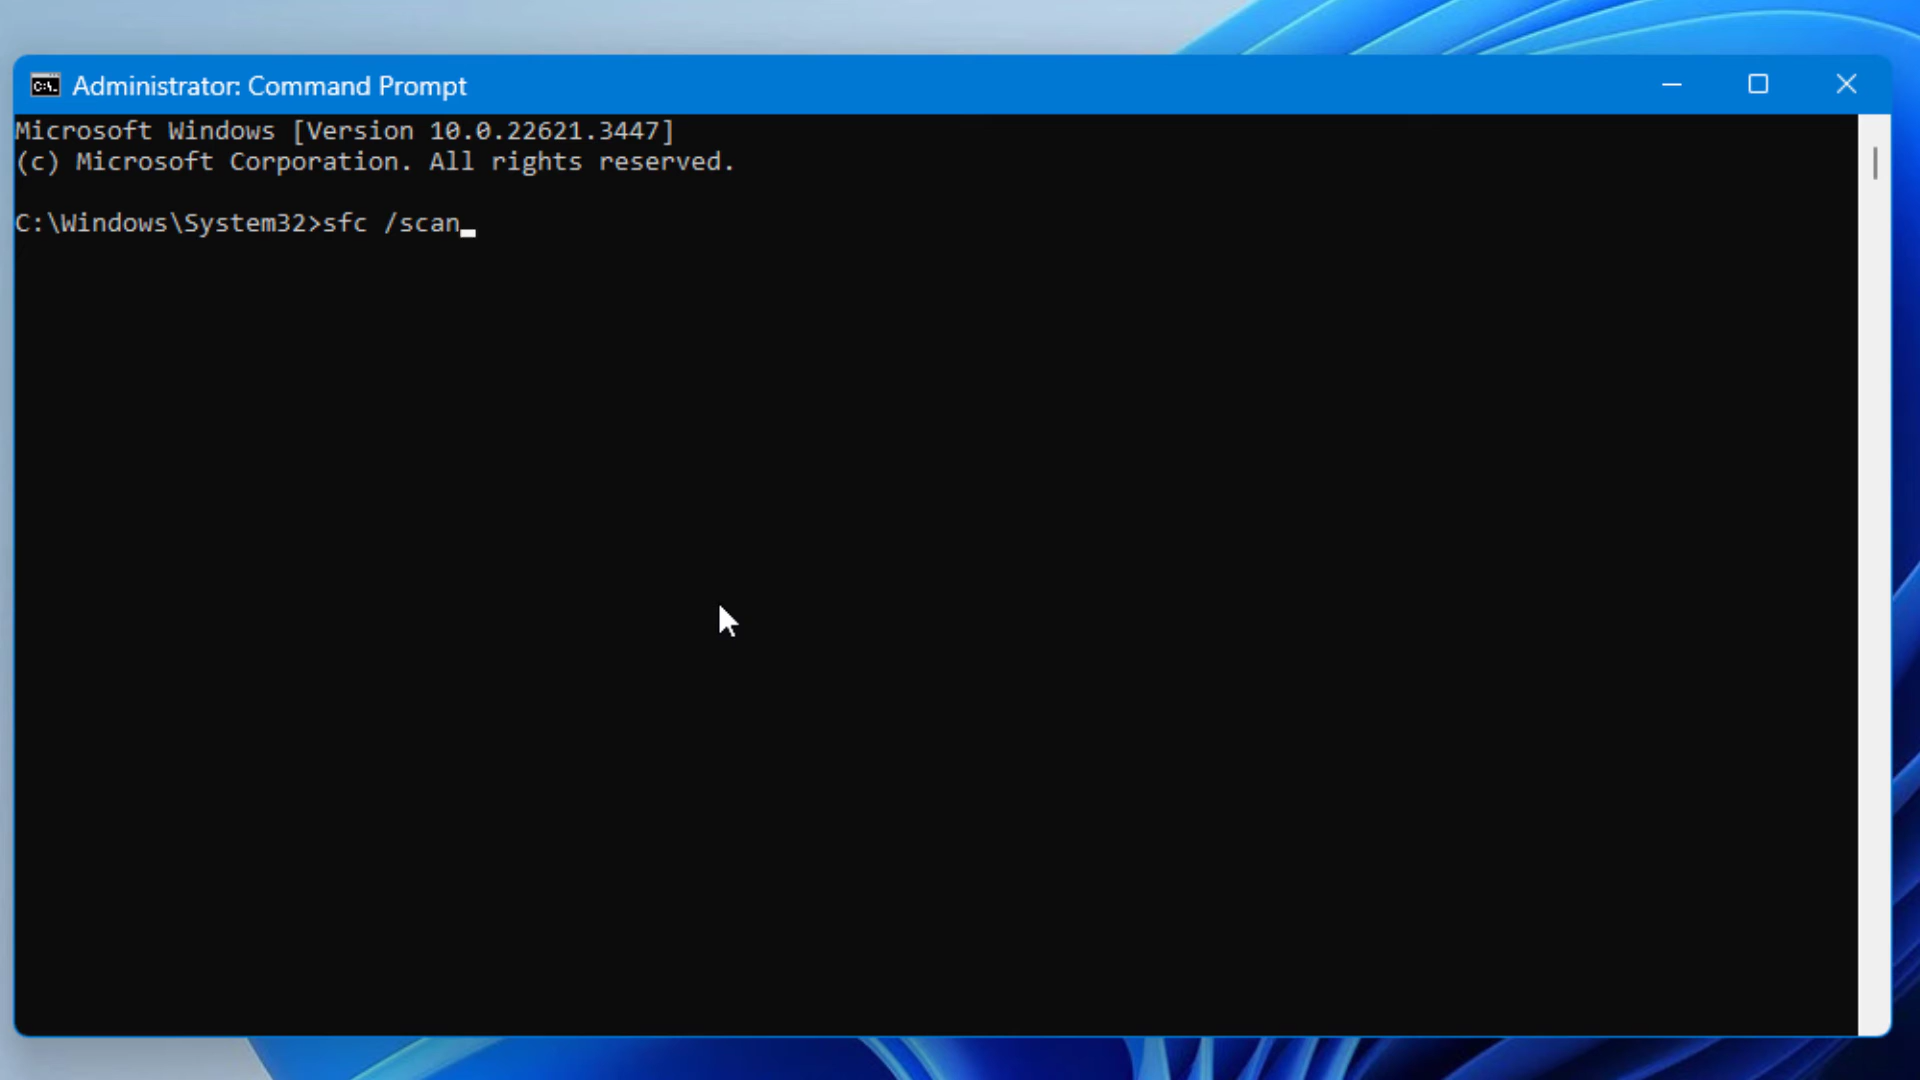 Administrator: Command Prompt
Microsoft Windows [Version 10.0.22621.3447]
(c) Microsoft Corporation. All rights reserved.
C:\Windows\System32>sfc /scan